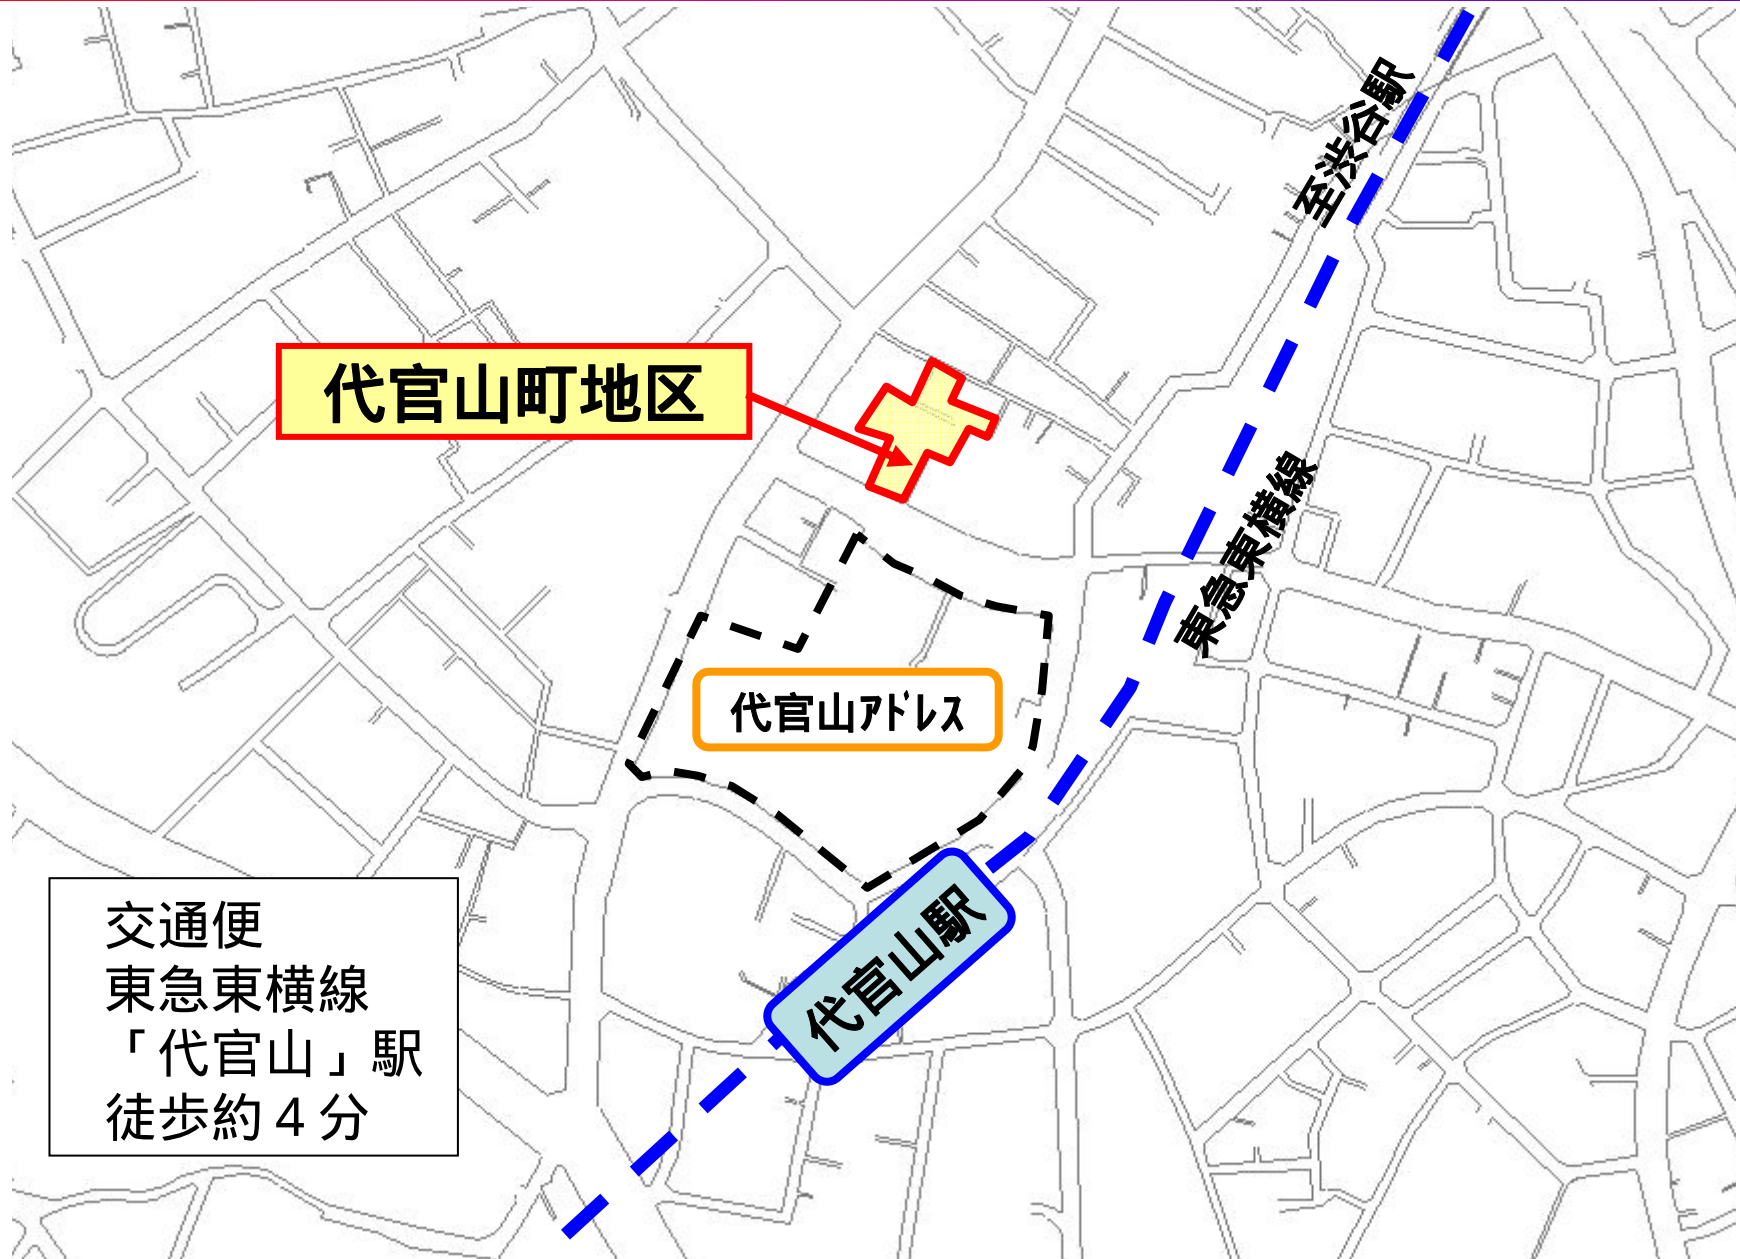 至渋谷駅
代官山町地区
東急東横線
代官山ｱﾄﾞﾚｽ
代官山駅
交通便
東急東横線
「代官山」駅
徒歩約４分